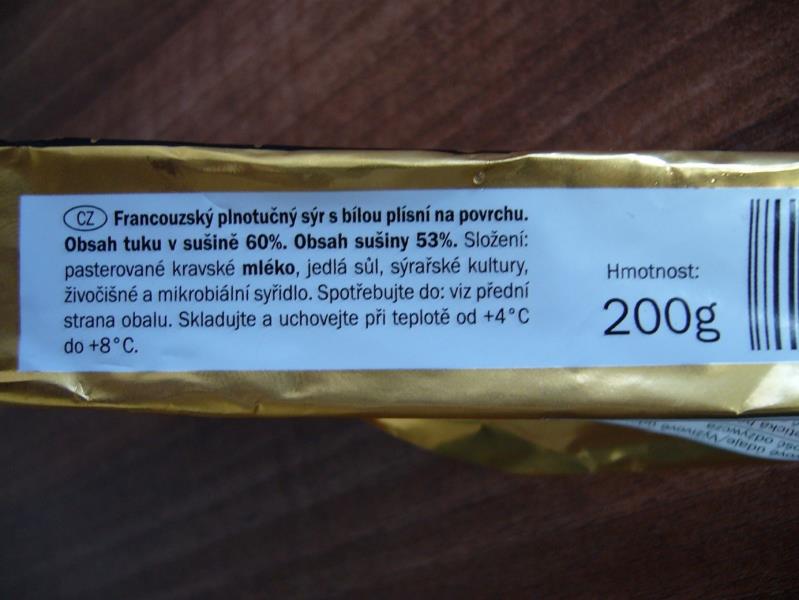 CZ Francouzský plnotučný sýr s bílou plísní na povrchu.
Obsah tuku v sušině 60%. Obsah sušiny 53%. Složení:
pasterované kravské mléko, jedlá sůl, sýrařské kultury,
živočišné a mikrobiální syřidlo. Spotřebujte do: viz přední
strana obalu. Skladujte a uchovejte při teplotě od +4°C
do +8°C.
Hmotnost:
200g